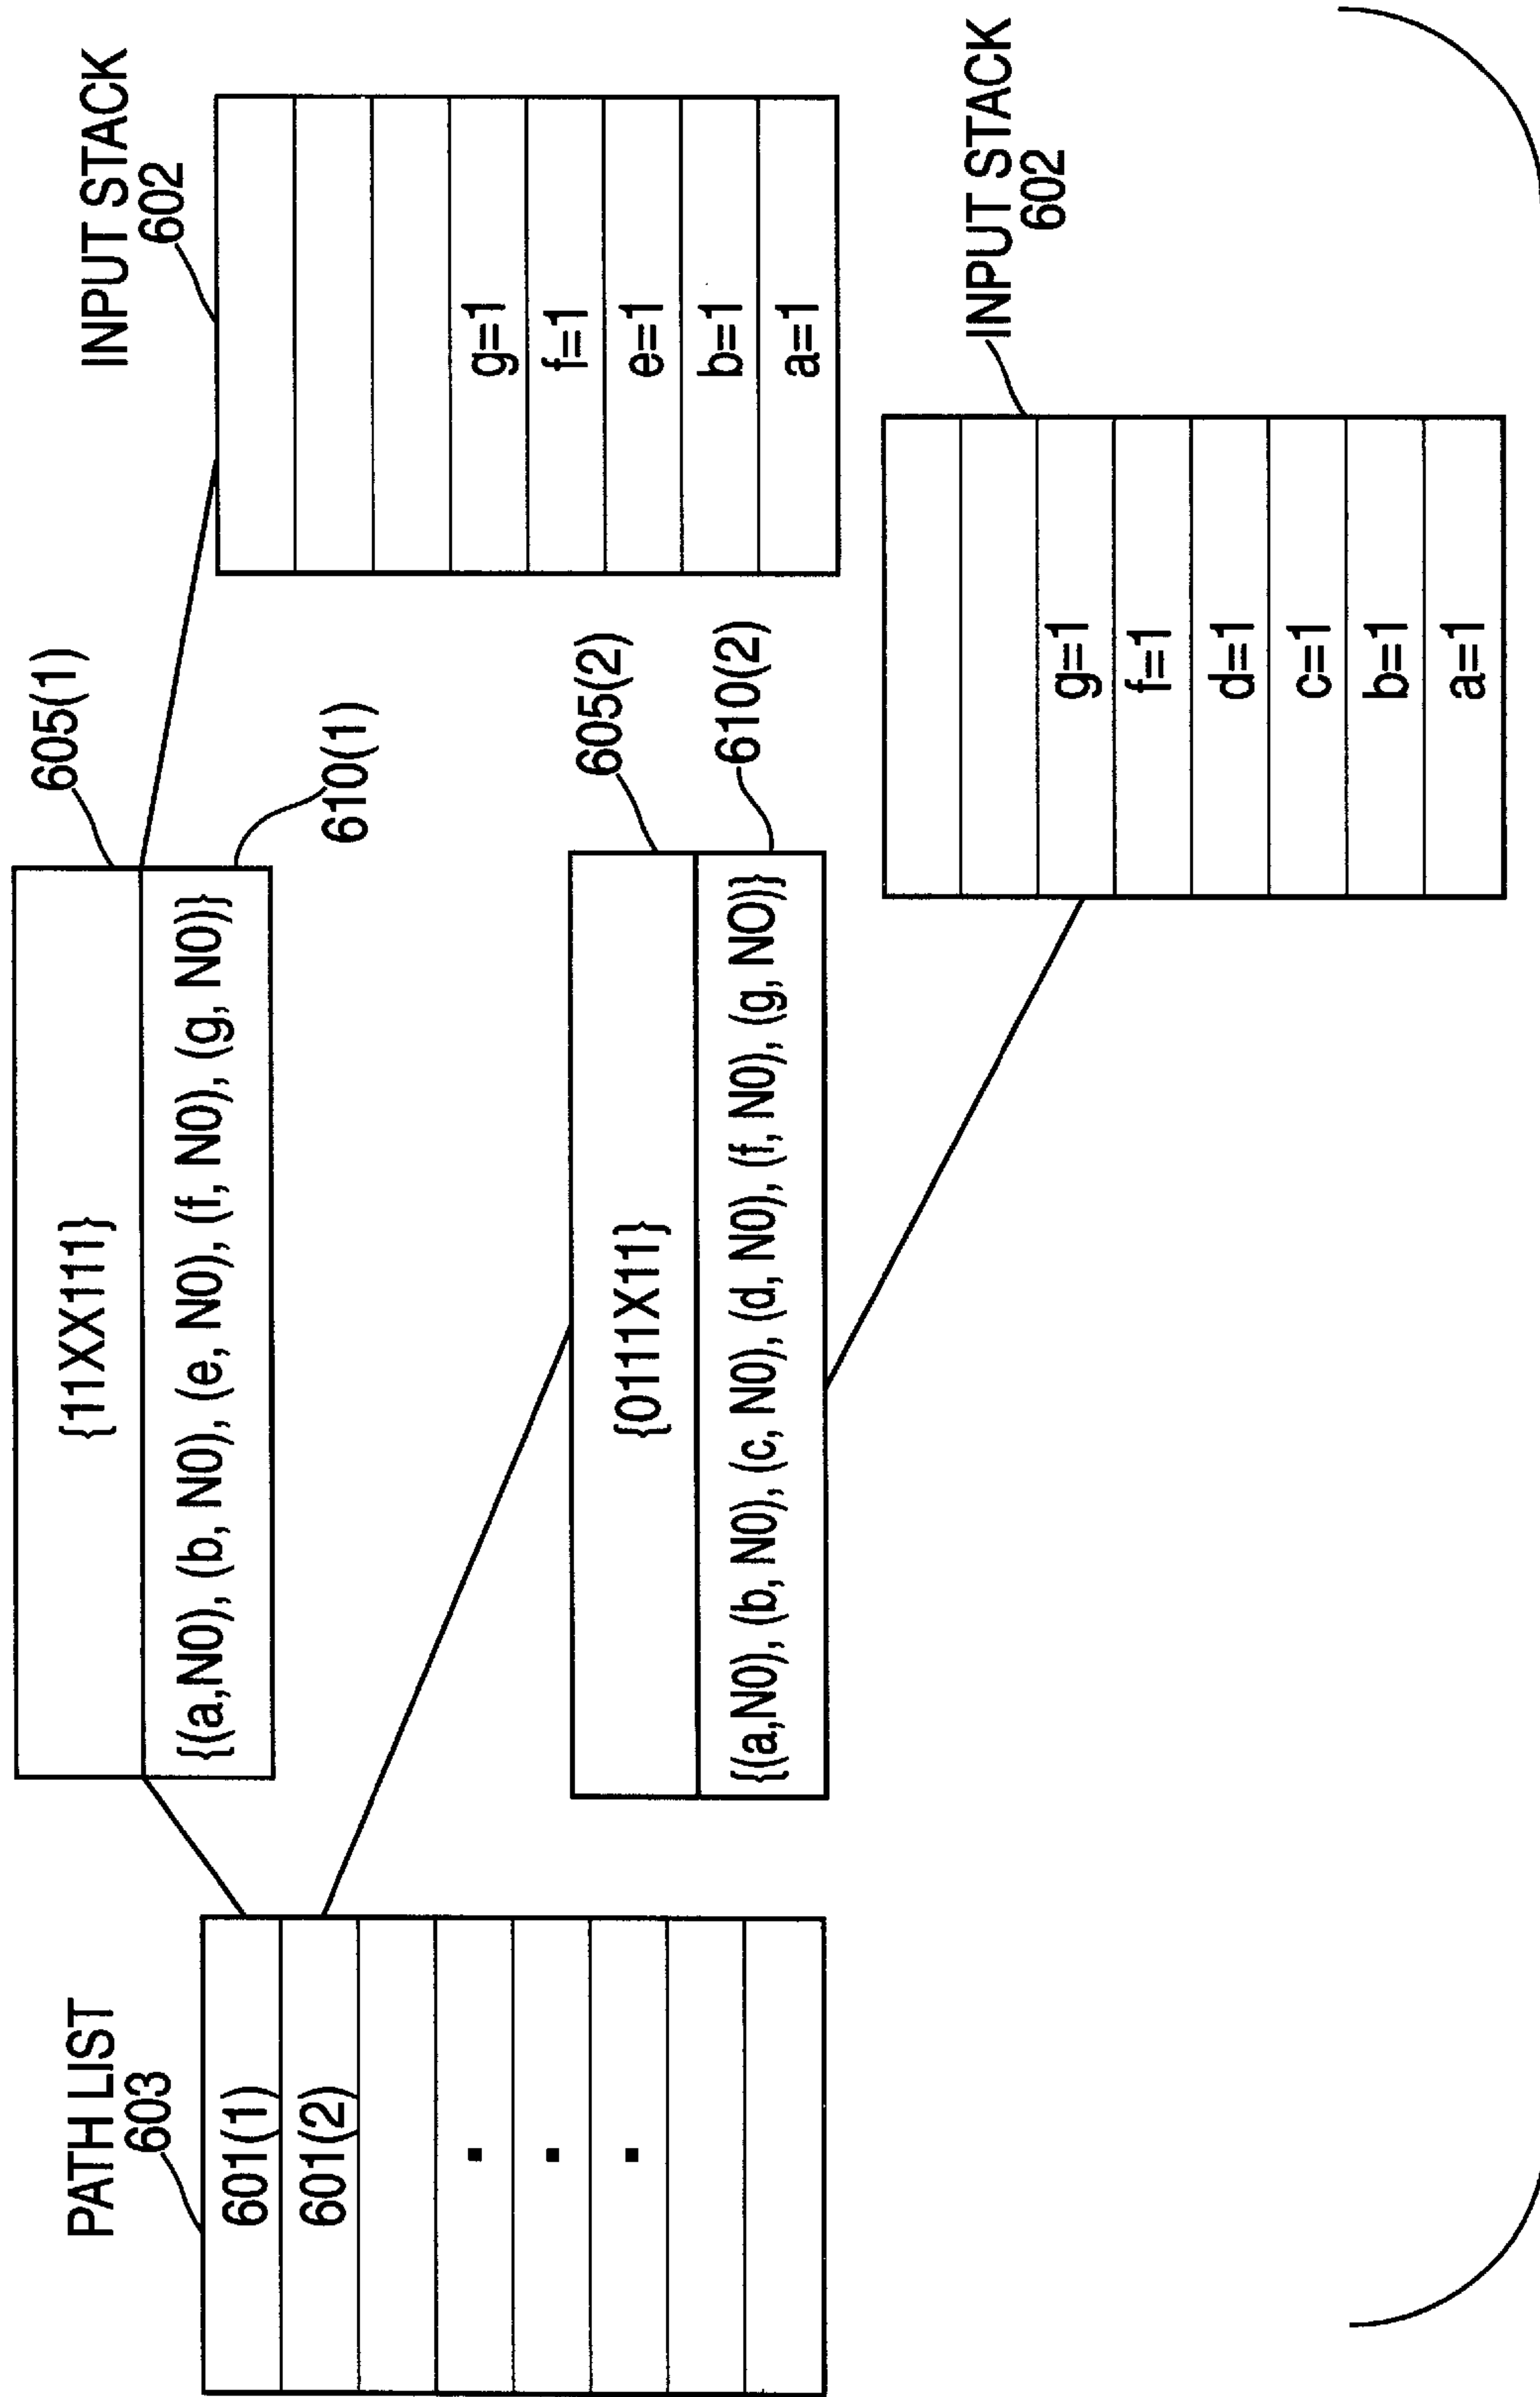 PATH LIST
603
601(1)
601(2)
.
.
.
605(1)
{11XX111}
{(a,N0), (b, N0), (e, N0), (f, N0), (g, N0)}
610(1)
605(2)
{0111X11}
{(a,N0), (b, N0), (c, N0), (d, N0), (f, N0), (g, NO)}
610(2)
INPUT STACK
602
g=1
f=1
e=1
b=1
a=1
INPUT STACK
602
g=1
f=1
d=1
c=1
b=1
a=1